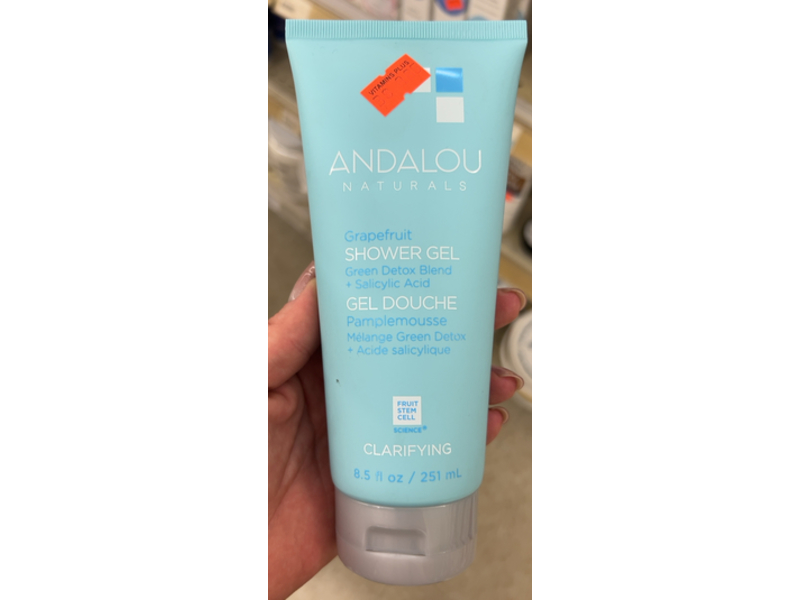 VITAMINS PLUS
ANDALOU
NATURALS
Grapefruit
SHOWER GEL
Green Detox Blend
+ Salicylic Acid
GEL DOUCHE
Pamplemousse
Mélange Green Detox
+ Acide salicylique
FRUIT
STEM
CELL
SCIENCE®
CLARIFYING
8.5 fl oz / 251 mL